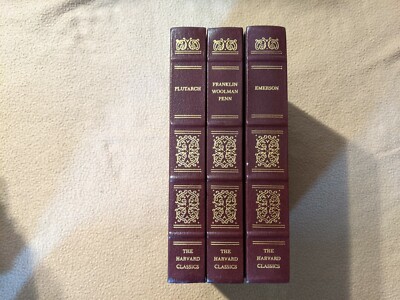 PLUTARCH
THE
HARVARD
CLASSICS
FRANKLIN
WOOLMAN
PENN
THE
HARVARD
CLASSICS
EMERSON
THE
HARVARD
CLASSICS